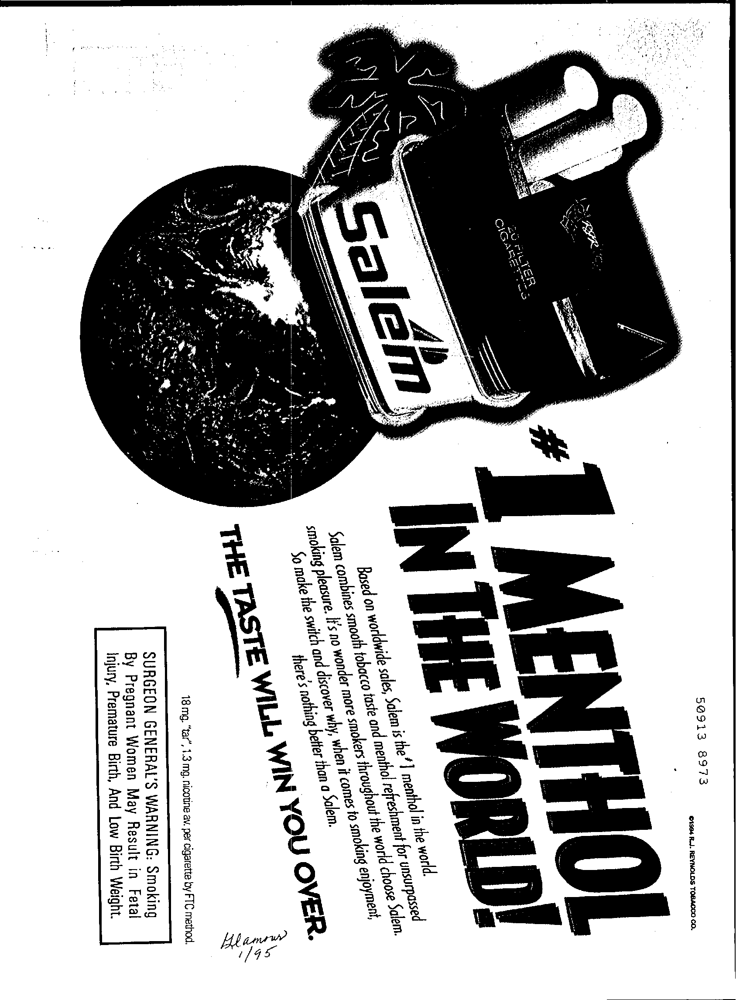 50913 8973
©1994 R.J. REYNOLDS TOBACCO CO.
20 FILTER
CIGARETTES
Salem
#1 MENTHOL
IN THE WORLD!
Based on worldwide sales, Salem is the #1 menthol in the world.
Salem combines smooth tobacco taste and menthol refreshment for unsurpassed
smoking pleasure. It's no wonder more smokers throughout the world choose Salem.
So make the switch and discover why, when it comes to smoking enjoyment,
there's nothing better than a Salem.
THE TASTE WILL WIN YOU OVER.
18 mg. "tar", 1.3 mg. nicotine av. per cigarette by FTC method.
SURGEON GENERAL'S WARNING: Smoking
By Pregnant Women May Result in Fetal
Injury, Premature Birth, And Low Birth Weight.
Glamour
1/95